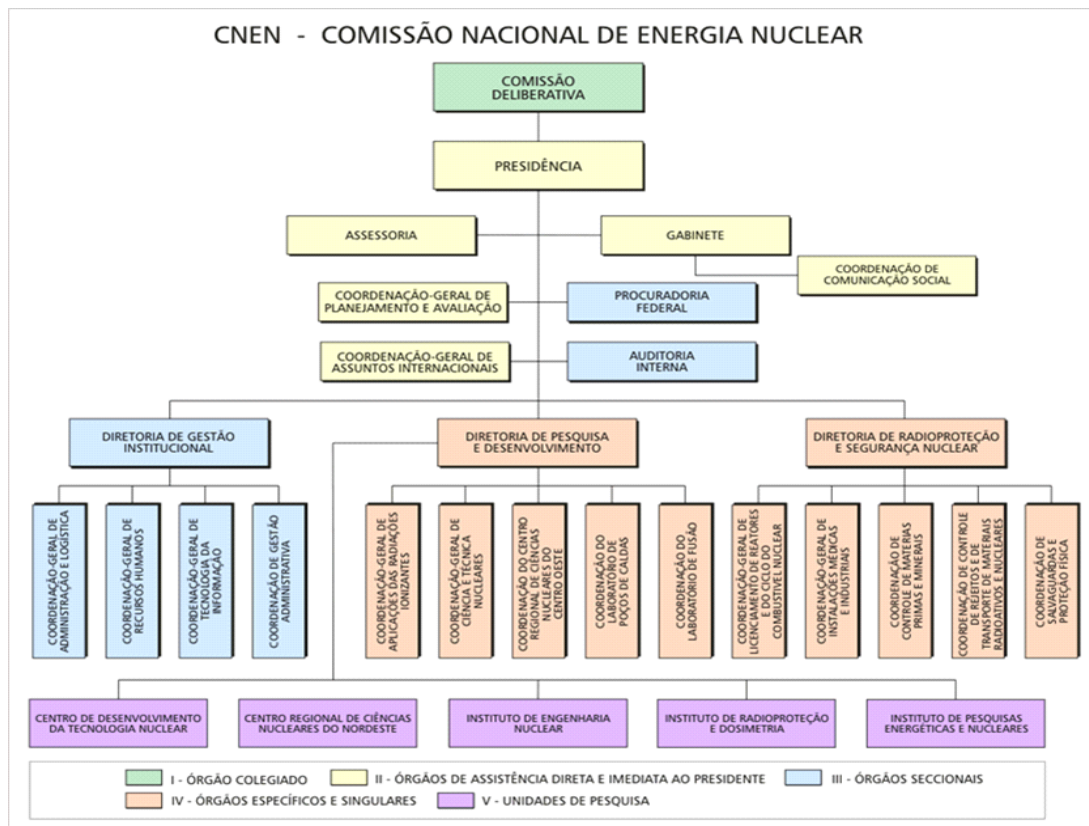 CNEN - COMISSÃO NACIONAL DE ENERGIA NUCLEAR
COMISSÃO
DELIBERATIVA
PRESIDÊNCIA
ASSESSORIA
GABINETE
COORDENAÇÃO DE
COMUNICAÇÃO SOCIAL
COORDENAÇÃO-GERAL DE
PLANEJAMENTO E AVALIAÇÃO
PROCURADORIA
FEDERAL
COORDENAÇÃO-GERAL DE
ASSUNTOS INTERNACIONAIS
AUDITORIA
INTERNA
DIRETORIA DE GESTÃO
INSTITUCIONAL
DIRETORIA DE PESQUISA
E DESENVOLVIMENTO
DIRETORIA DE RADIOPROTEÇÃO
E SEGURANÇA NUCLEAR
COORDENAÇÃO-GERAL DE
ADMINISTRAÇÃO E LOGÍSTICA
COORDENAÇÃO-GERAL DE
RECURSOS HUMANOS
COORDENAÇÃO-GERAL DE
TECNOLOGIA DA
INFORMAÇÃO
COORDENAÇÃO DE GESTÃO
ADMINISTRATIVA
COORDENAÇÃO-GERAL DE
APLICAÇÕES DAS RADIAÇÕES
IONIZANTES
COORDENAÇÃO-GERAL DE
CIÊNCIA E TÉCNICA
NUCLEARES
COORDENAÇÃO DO CENTRO
REGIONAL DE CIÊNCIAS
NUCLEARES DO
CENTRO OESTE
COORDENAÇÃO DO
LABORATÓRIO DE
POÇOS DE CALDAS
COORDENAÇÃO DO
LABORATÓRIO DE FUSÃO
COORDENAÇÃO-GERAL DE
LICENCIAMENTO DE REATORES
E DO CICLO DO
COMBUSTÍVEL NUCLEAR
COORDENAÇÃO-GERAL DE
INSTALAÇÕES MÉDICAS
E INDUSTRIAIS
COORDENAÇÃO DE
CONTROLE DE MATERIAS
PRIMAS E MINERAIS
COORDENAÇÃO DE CONTROLE
DE REJEITOS E DE
TRANSPORTE DE MATERIAIS
RADIOATIVOS E NUCLEARES
COORDENAÇÃO DE
SALVAGUARDAS E
PROTEÇÃO FÍSICA
CENTRO DE DESENVOLVIMENTO
DA TECNOLOGIA NUCLEAR
CENTRO REGIONAL DE CIÊNCIAS
NUCLEARES DO NORDESTE
INSTITUTO DE ENGENHARIA
NUCLEAR
INSTITUTO DE RADIOPROTEÇÃO
E DOSIMETRIA
INSTITUTO DE PESQUISAS
ENERGÉTICAS E NUCLEARES
I - ÓRGÃO COLEGIADO
II - ÓRGÃOS DE ASSISTÊNCIA DIRETA E IMEDIATA AO PRESIDENTE
III - ÓRGÃOS SECCIONAIS
IV - ÓRGÃOS ESPECÍFICOS E SINGULARES
V - UNIDADES DE PESQUISA